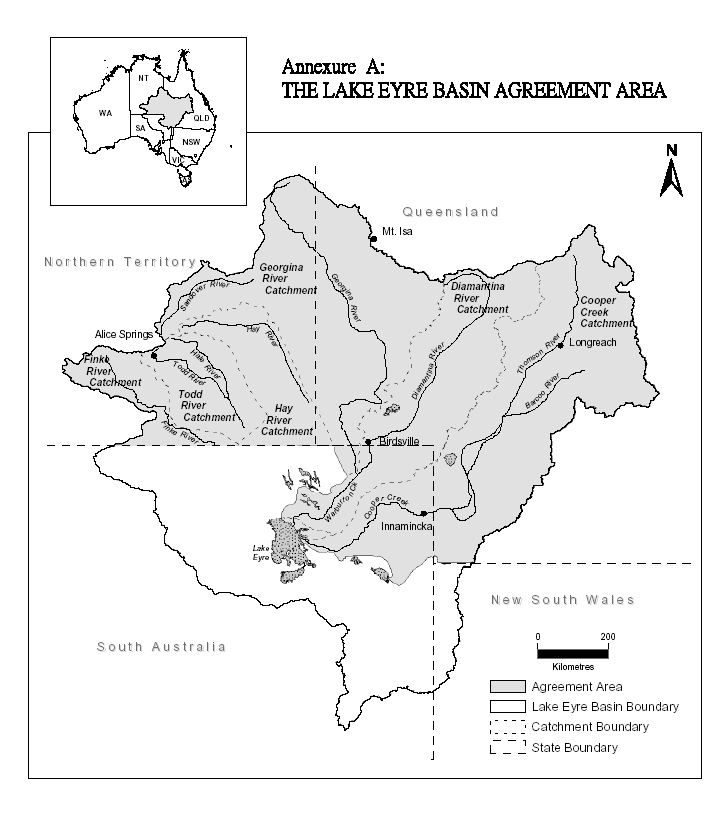 Annexure A:
THE LAKE EYRE BASIN AGREEMENT AREA
NT
WA
QLD
SA
NSW
VIC
N
Queensland
Mt. Isa
Northern Territory
Georgina
River
Catchment
Sandover River
Georgina River
Diamantina
River
Catchment
Cooper
Creek
Catchment
Hay River
Alice Springs
Thomson River
Longreach
Finke
River
Catchment
Hale River
Todd River
Diamantina River
Barcoo River
Todd
River
Catchment
Hay
River
Catchment
Finke River
Birdsville
Warburton Ck
Cooper Creek
Innamincka
Lake
Eyre
New South Wales
South Australia
0 200
Kilometres
Agreement Area
Lake Eyre Basin Boundary
Catchment Boundary
State Boundary